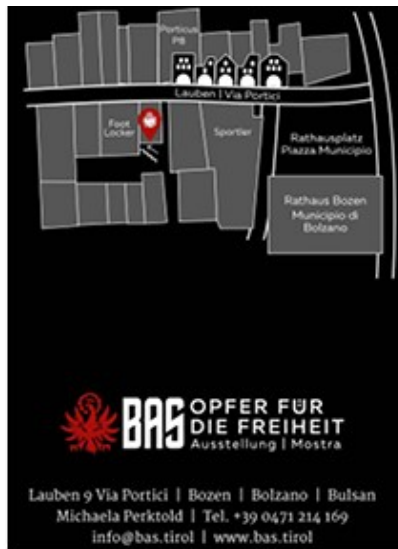 Porticus
PB
Lauben | Via Portici
Foot
Locker
Sportler
Rathausplatz
Piazza Municipio
Rathaus Bozen
Municipio di
Bolzano
BAS OPFER FÜR
DIE FREIHEIT
Ausstellung | Mostra
Lauben 9 Via Portici | Bozen | Bolzano | Bulsan
Michaela Perktold | Tel. +39 0471 214 169
info@bas.tirol | www.bas.tirol